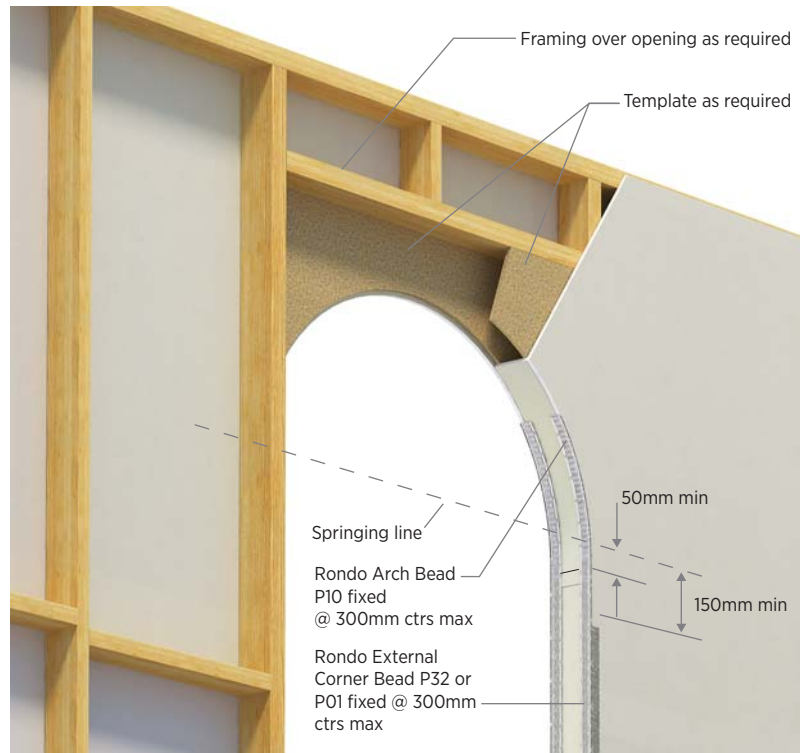 Framing over opening as required
Template as required
50mm min
150mm min
Springing line
Rondo Arch Bead
P10 fixed
@ 300mm ctrs max
Rondo External
Corner Bead P32 or
P01 fixed @ 300mm
ctrs max